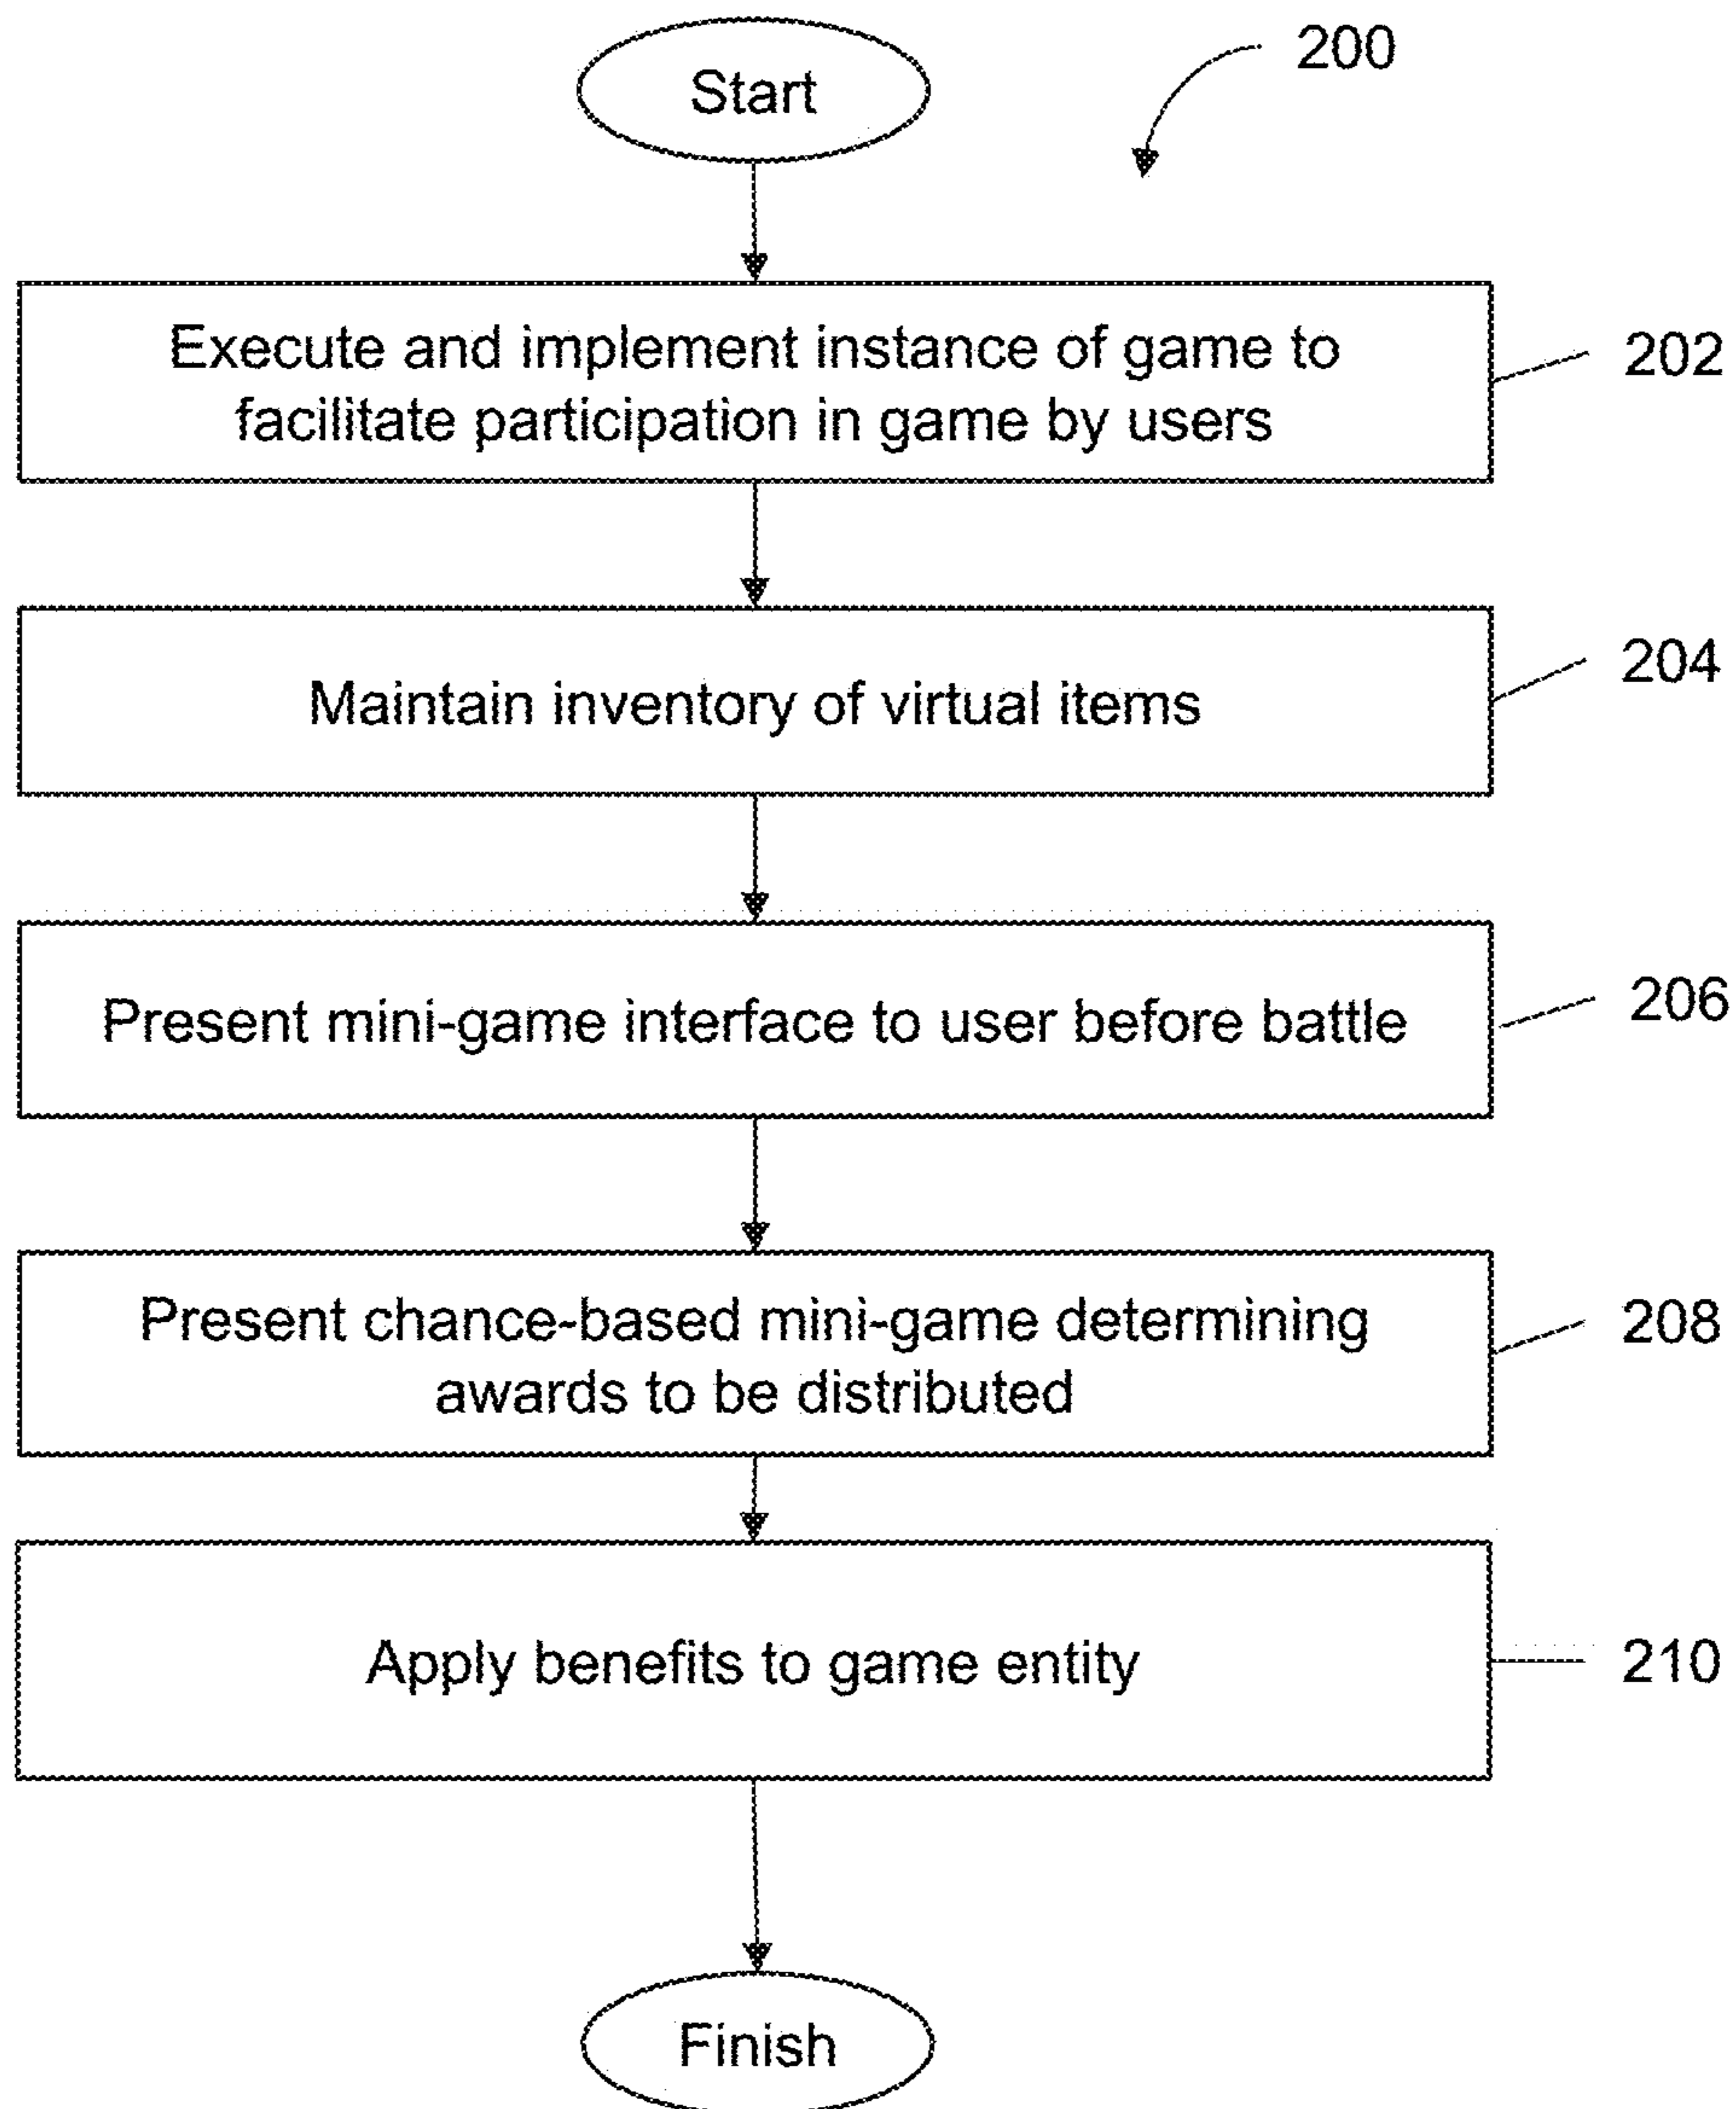 200
Start
Execute and implement instance of game to
facilitate participation in game by users
202
Maintain inventory of virtual items
204
Present mini-game interface to user before battle
206
Present chance-based mini-game determining
awards to be distributed
208
Apply benefits to game entity
210
Finish